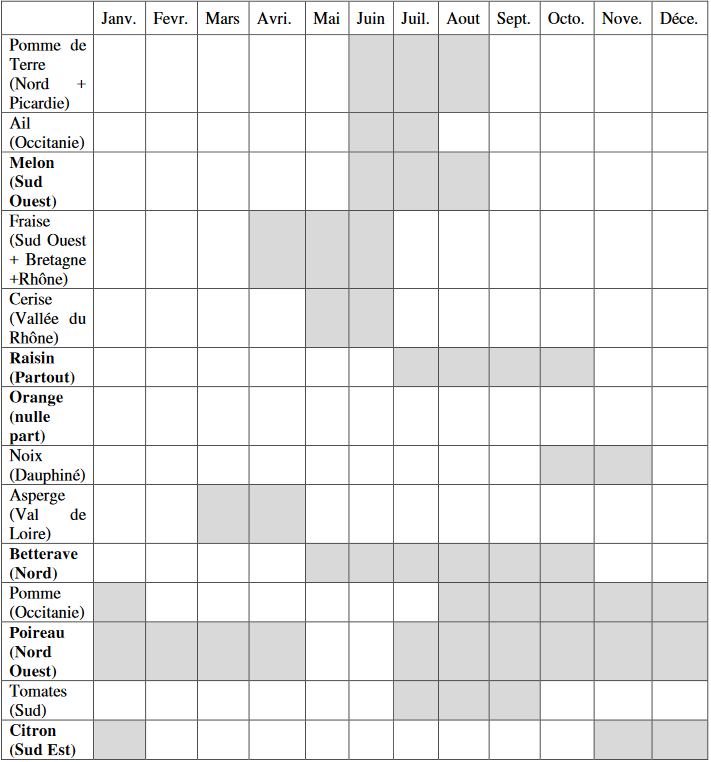 Janv. Fevr. Mars Avri. Mai Juin Juil. Aout Sept. Octo. Nove. Déce.
Pomme de
Terre
(Nord +
Picardie)
Ail
(Occitanie)
Melon
(Sud
Ouest)
Fraise
(Sud Ouest
+ Bretagne
+Rhône)
Cerise
(Vallée du
Rhône)
Raisin
(Partout)
Orange
(nulle
part)
Noix
(Dauphiné)
Asperge
(Val de
Loire)
Betterave
(Nord)
Pomme
(Occitanie)
Poireau
(Nord
Ouest)
Tomates
(Sud)
Citron
(Sud Est)